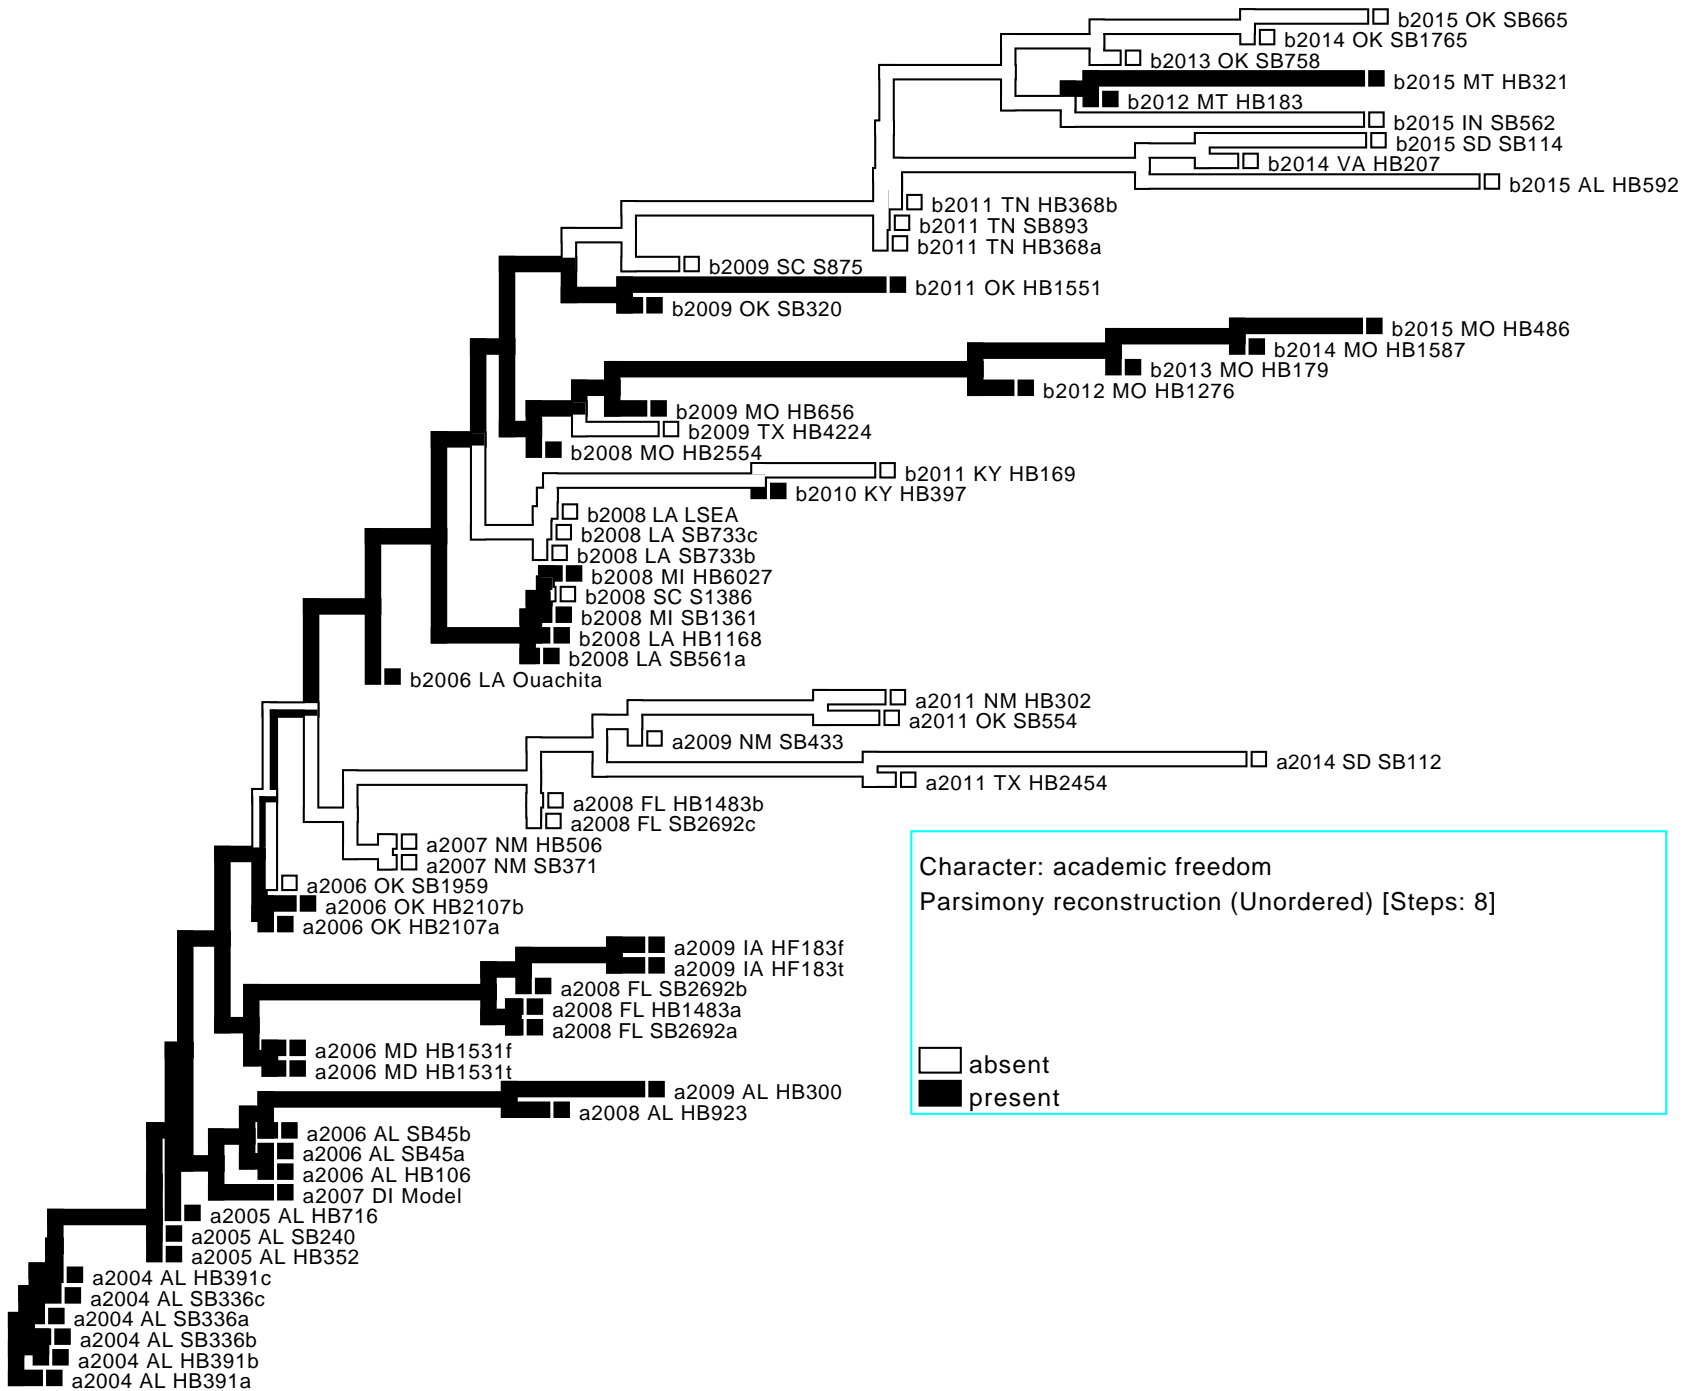 b2015 OK SB665
b2014 OK SB1765
b2013 OK SB758
b2015 MT HB321
b2012 MT HB183
b2015 IN SB562
b2015 SD SB114
b2014 VA HB207
b2015 AL HB592
b2011 TN HB368b
b2011 TN SB893
b2011 TN HB368a
b2009 SC S875
b2011 OK HB1551
b2009 OK SB320
b2015 MO HB486
b2014 MO HB1587
b2013 MO HB179
b2012 MO HB1276
b2009 MO HB656
b2009 TX HB4224
b2008 MO HB2554
b2011 KY HB169
b2010 KY HB397
b2008 LA LSEA
b2008 LA SB733c
b2008 LA SB733b
b2008 MI HB6027
b2008 SC S1386
b2008 MI SB1361
b2008 LA HB1168
b2008 LA SB561a
b2006 LA Ouachita
a2011 NM HB302
a2011 OK SB554
a2009 NM SB433
a2014 SD SB112
a2011 TX HB2454
a2008 FL HB1483b
a2008 FL SB2692c
a2007 NM HB506
a2007 NM SB371
a2006 OK SB1959
a2006 OK HB2107b
a2006 OK HB2107a
a2009 IA HF183f
a2009 IA HF183t
a2008 FL SB2692b
a2008 FL HB1483a
a2008 FL SB2692a
a2006 MD HB1531f
a2006 MD HB1531t
a2009 AL HB300
a2008 AL HB923
a2006 AL SB45b
a2006 AL SB45a
a2006 AL HB106
a2007 DI Model
a2005 AL HB716
a2005 AL SB240
a2005 AL HB352
a2004 AL HB391c
a2004 AL SB336c
a2004 AL SB336a
a2004 AL SB336b
a2004 AL HB391b
a2004 AL HB391a
Character: academic freedom
Parsimony reconstruction (Unordered) [Steps: 8]
absent
present